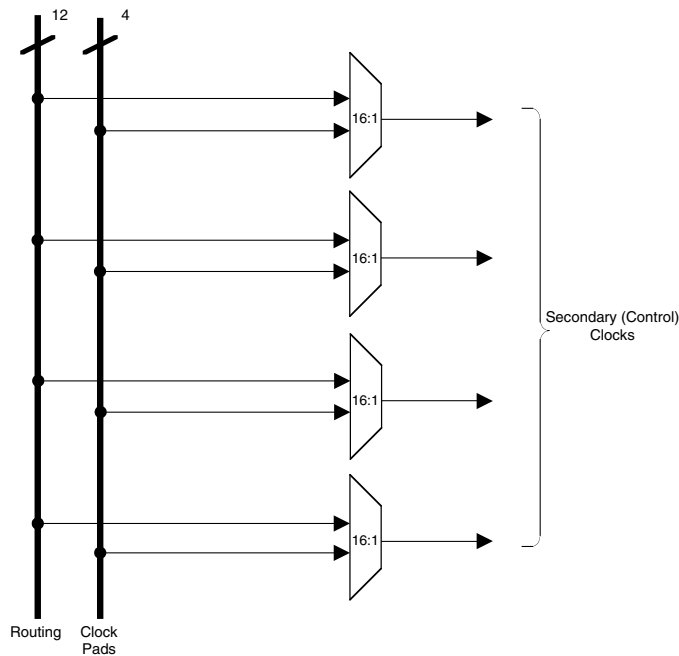 12
4
16:1
16:1
16:1
16:1
Secondary (Control)
Clocks
Routing
Clock
Pads